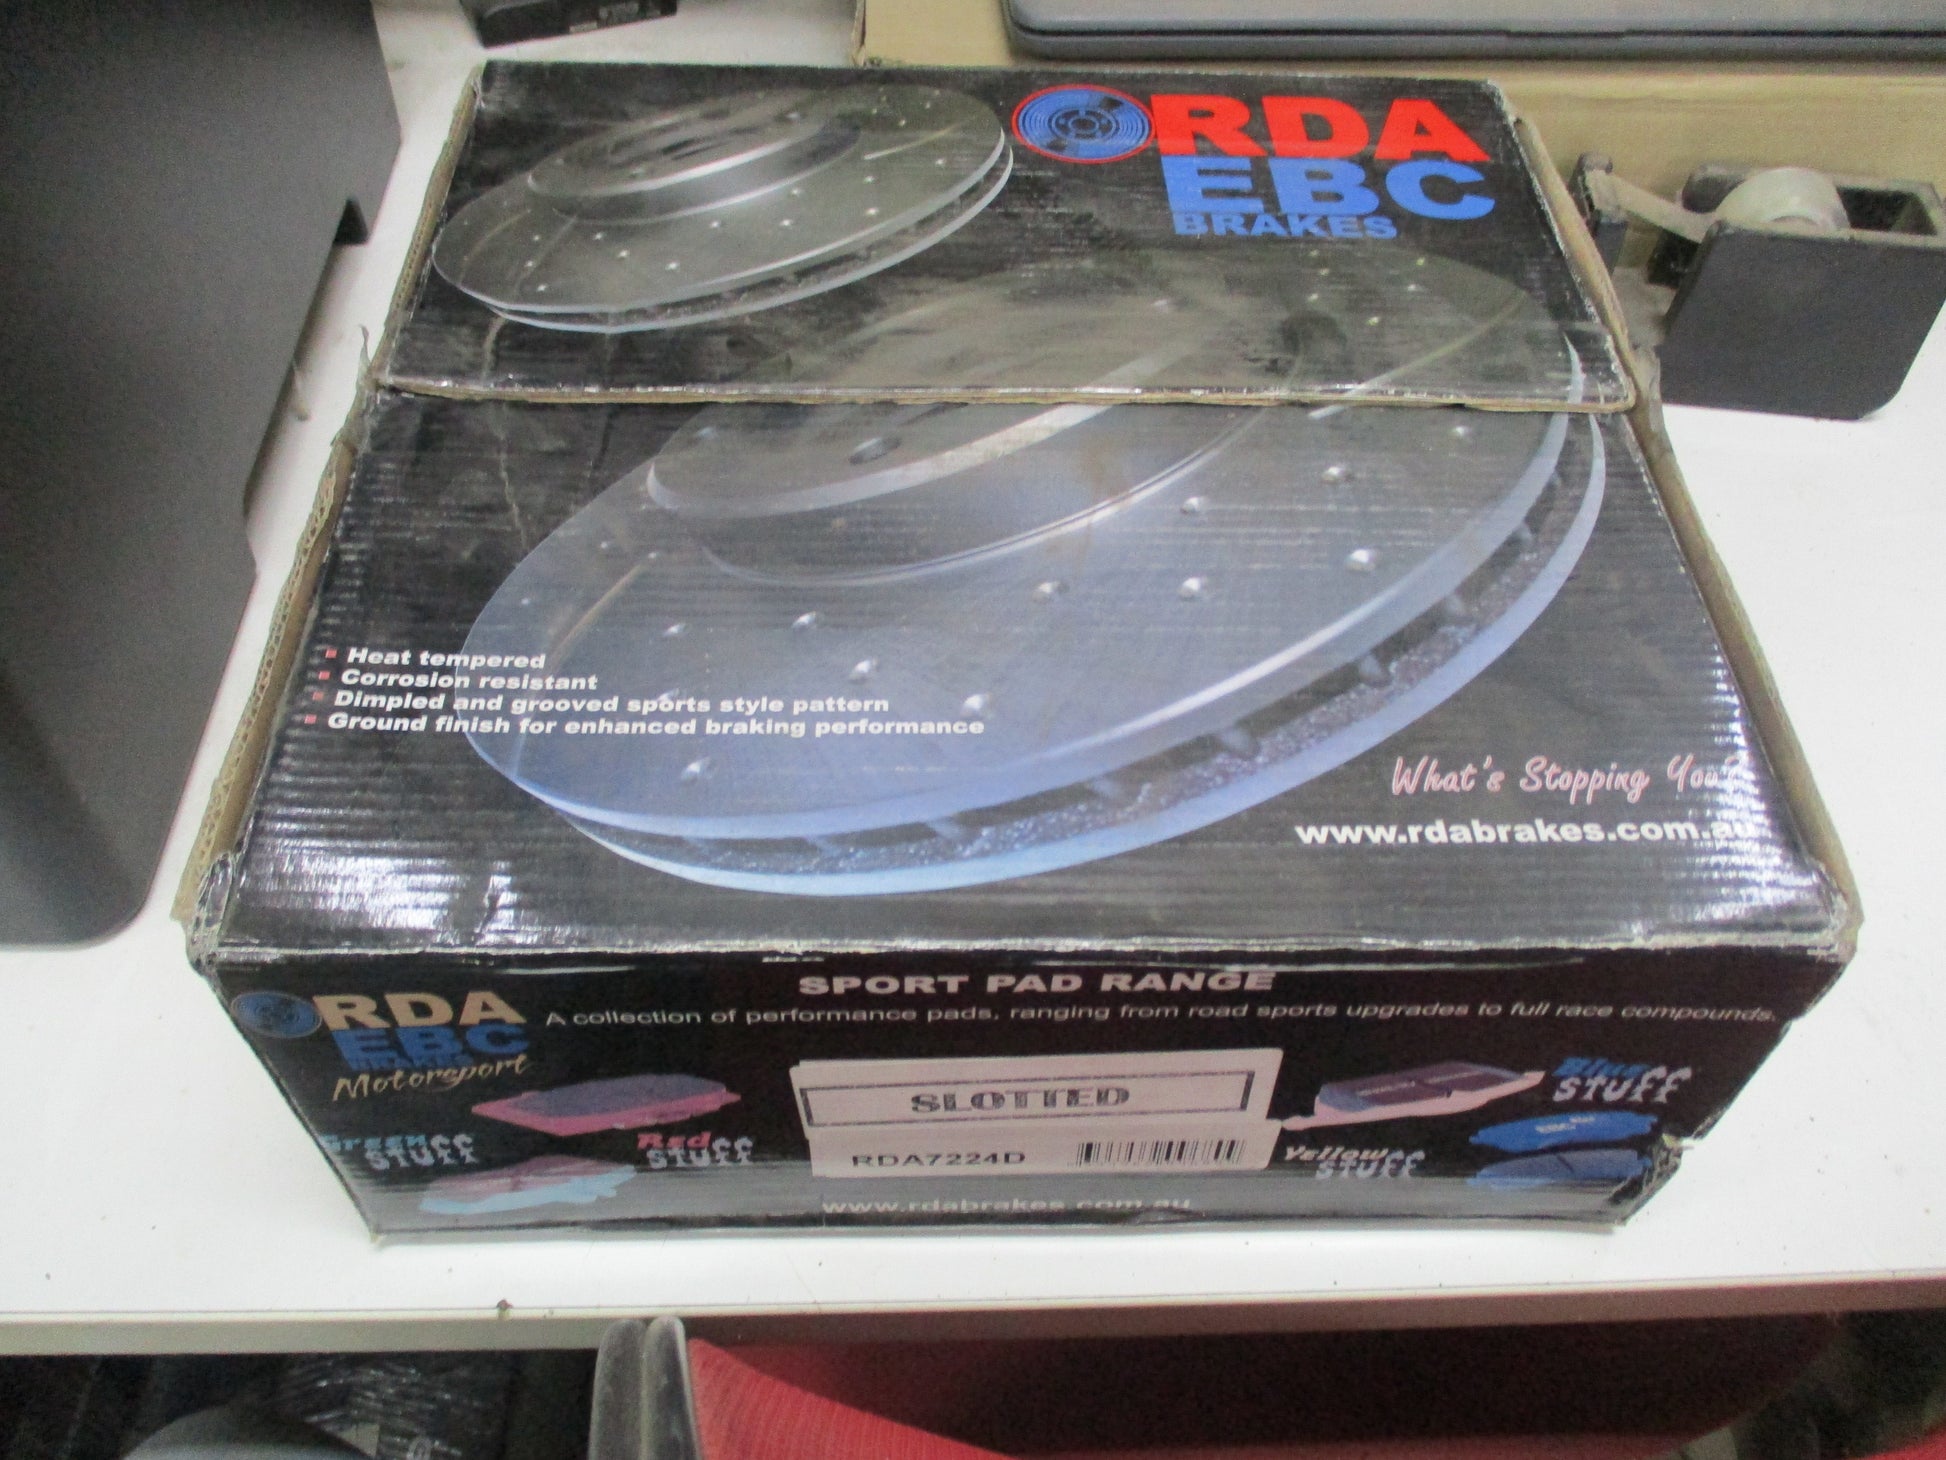 RDA
EBC
BRAKES
Heat tempered
Corrosion resistant
Dimpled and grooved sports style pattern
Ground finish for enhanced braking performance
What's Stopping You?
www.rdabrakes.com.au
SPORT PAD RANGE
A collection of performance pads, ranging from road sports upgrades to full race compounds.
RDA
EBC
BRAKES
Motorsport
Green
STUFF
Red
STUFF
SLOTTED
RDA7224D
Blue
STUFF
Yellow
STUFF
EBC
www.rdabrakes.com.au